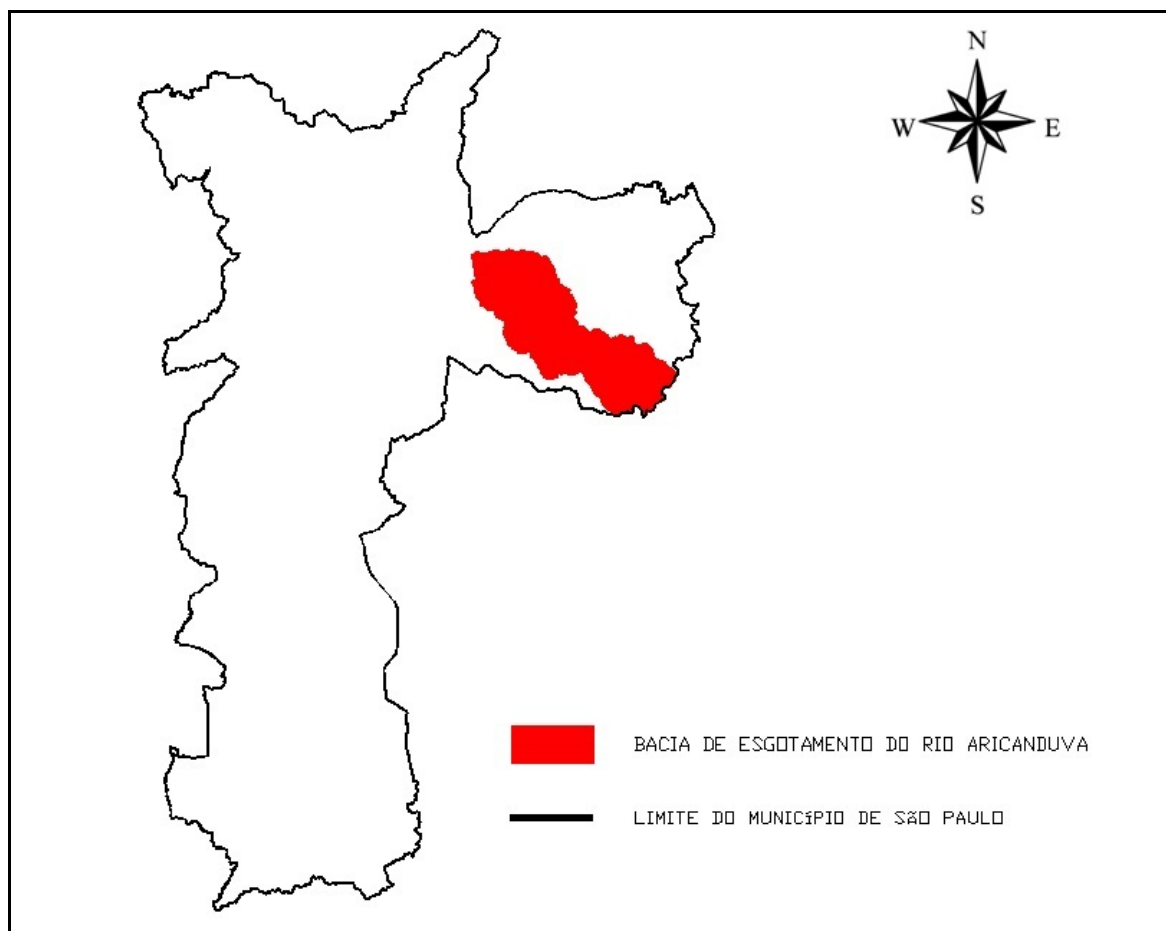 N
W E
S
BACIA DE ESGOTAMENTO DO RIO ARICANDUVA
LIMITE DO MUNICíPIO DE SãO PAULO